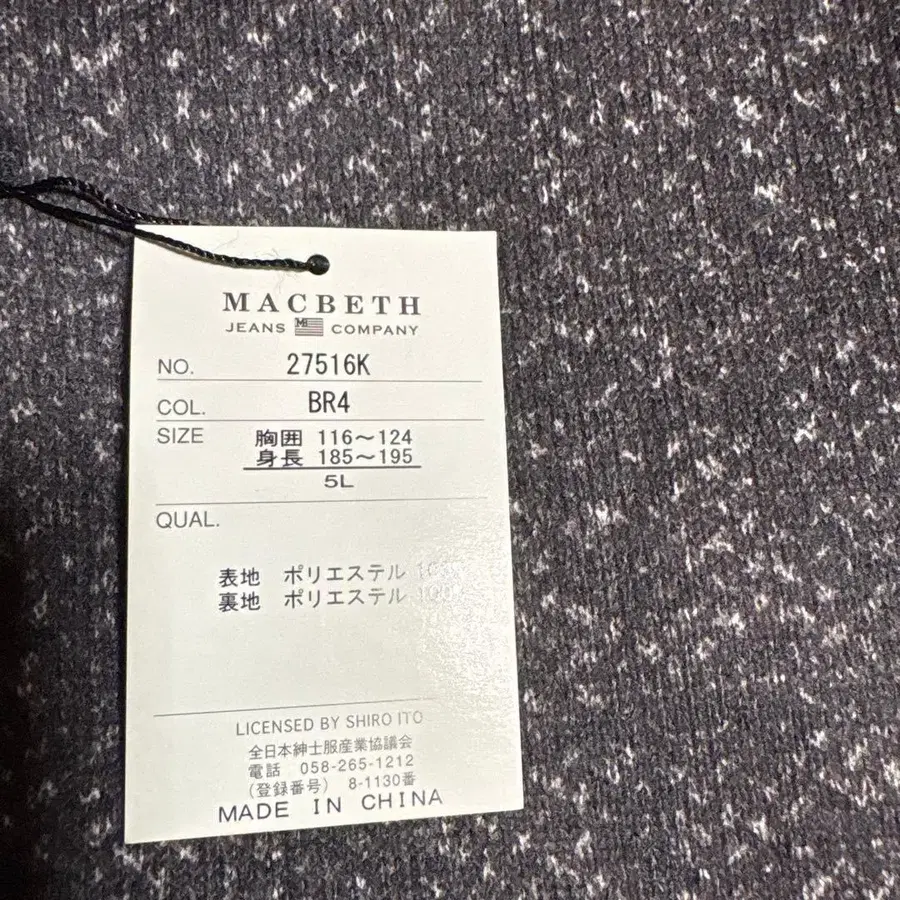 MACBETH
JEANS M COMPANY
NO. 27516K
COL. BR4
SIZE 胸囲 116～124
身長 185～195
5L
QUAL.
表地 ポリエステル
裏地 ポリエステル 100
LICENSED BY SHIRO ITO
全日本紳士服産業協議会
電話 058-265-1212
(登録番号) 8-1130番
MADE IN CHINA